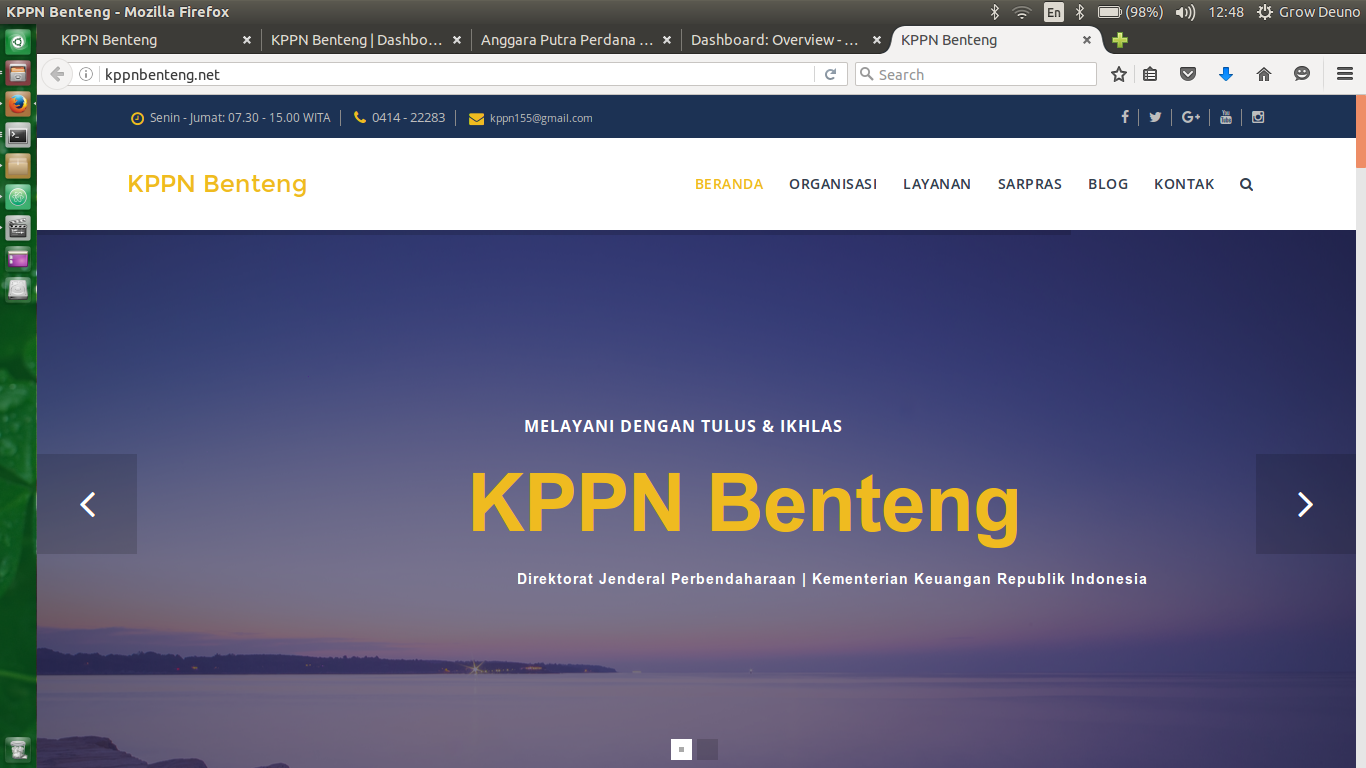 KPPN Benteng - Mozilla Firefox
En
(98%)
12:48
Grow Deuno
KPPN Benteng
KPPN Benteng | Dashbo...
Anggara Putra Perdana ...
Dashboard: Overview - ...
KPPN Benteng
kppnbenteng.net
Search
Senin - Jumat: 07.30 - 15.00 WITA
0414 - 22283
kppn155@gmail.com
KPPN Benteng
BERANDA
ORGANISASI
LAYANAN
SARPRAS
BLOG
KONTAK
MELAYANI DENGAN TULUS & IKHLAS
KPPN Benteng
Direktorat Jenderal Perbendaharaan | Kementerian Keuangan Republik Indonesia